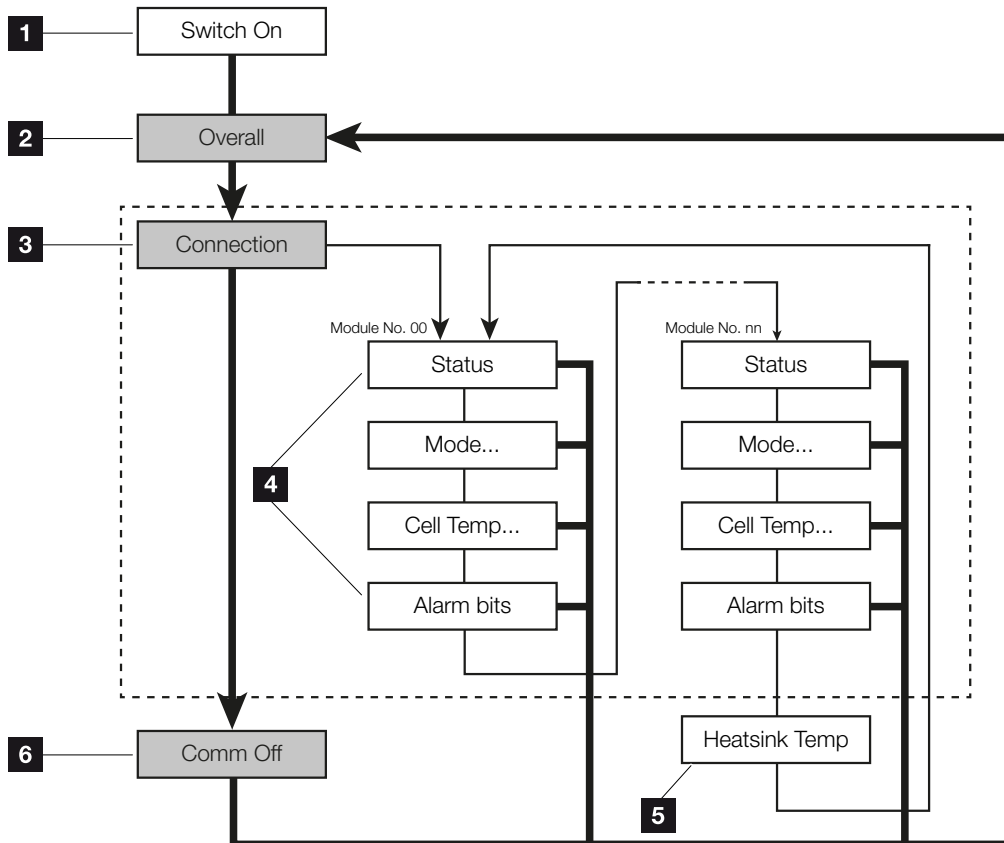 1
Switch On
2
Overall
3
Connection
Module No. 00
Module No. nn
Status
Status
Mode...
Mode...
4
Cell Temp...
Cell Temp...
Alarm bits
Alarm bits
6
Comm Off
Heatsink Temp
5